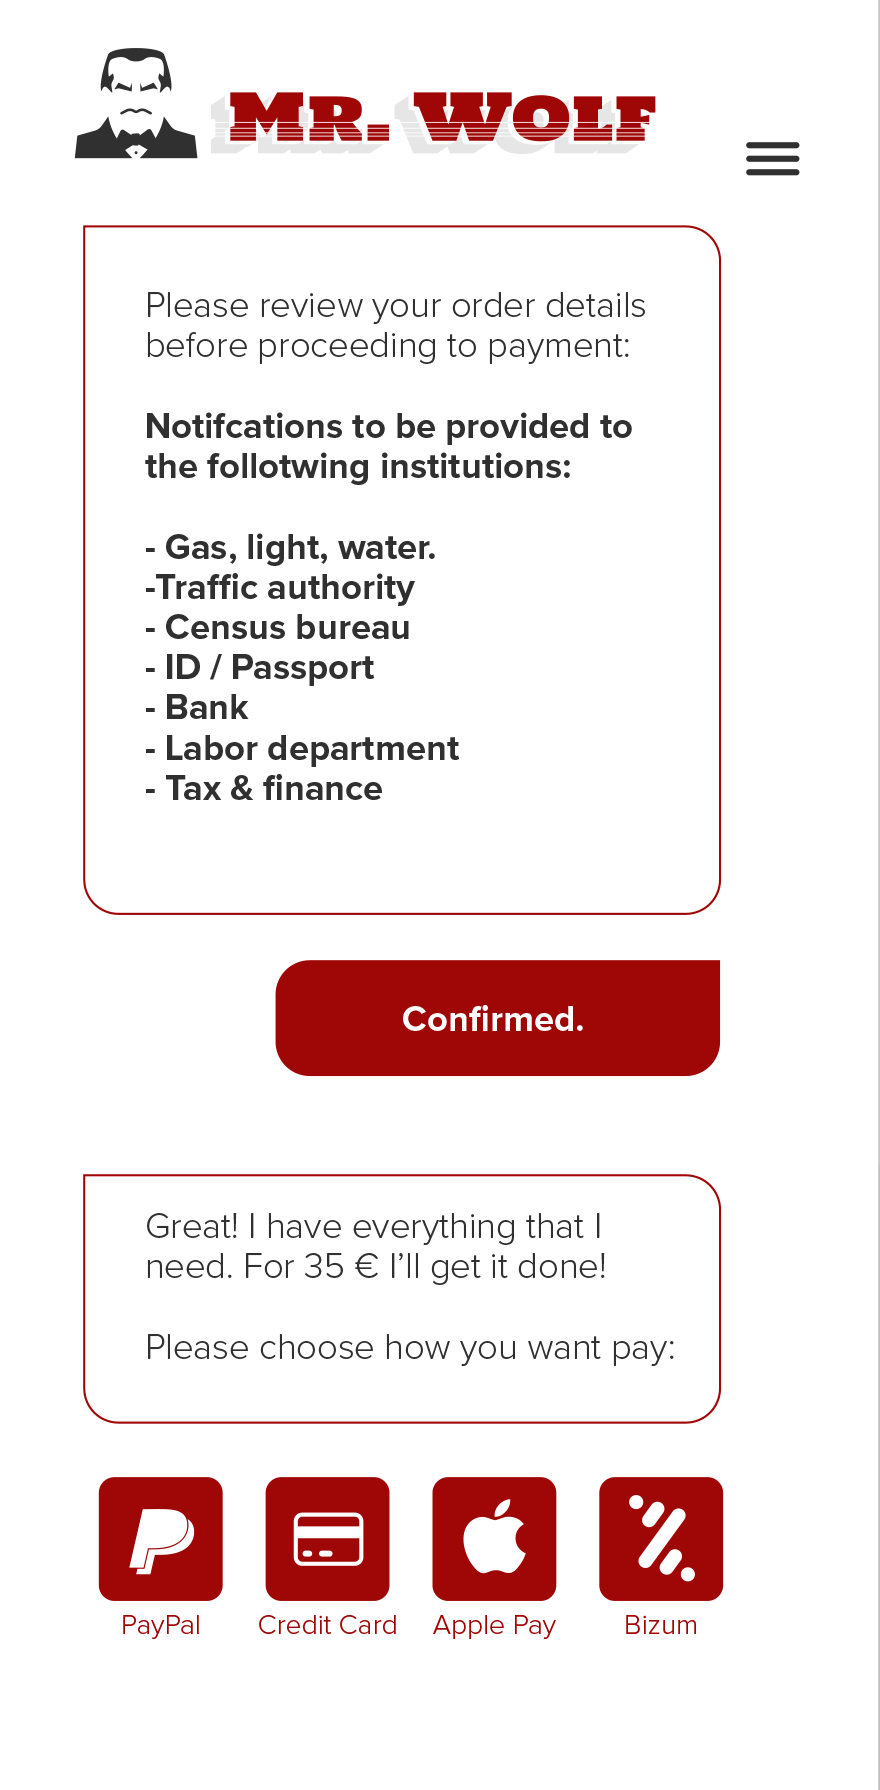 Mr. Wolf
Please review your order details
before proceeding to payment:
Notifcations to be provided to
the follotwing institutions:
- Gas, light, water.
-Traffic authority
- Census bureau
- ID / Passport
- Bank
- Labor department
- Tax & finance
Confirmed.
Great! I have everything that I
need. For 35 € I’ll get it done!
Please choose how you want pay:
PayPal Credit Card Apple Pay Bizum